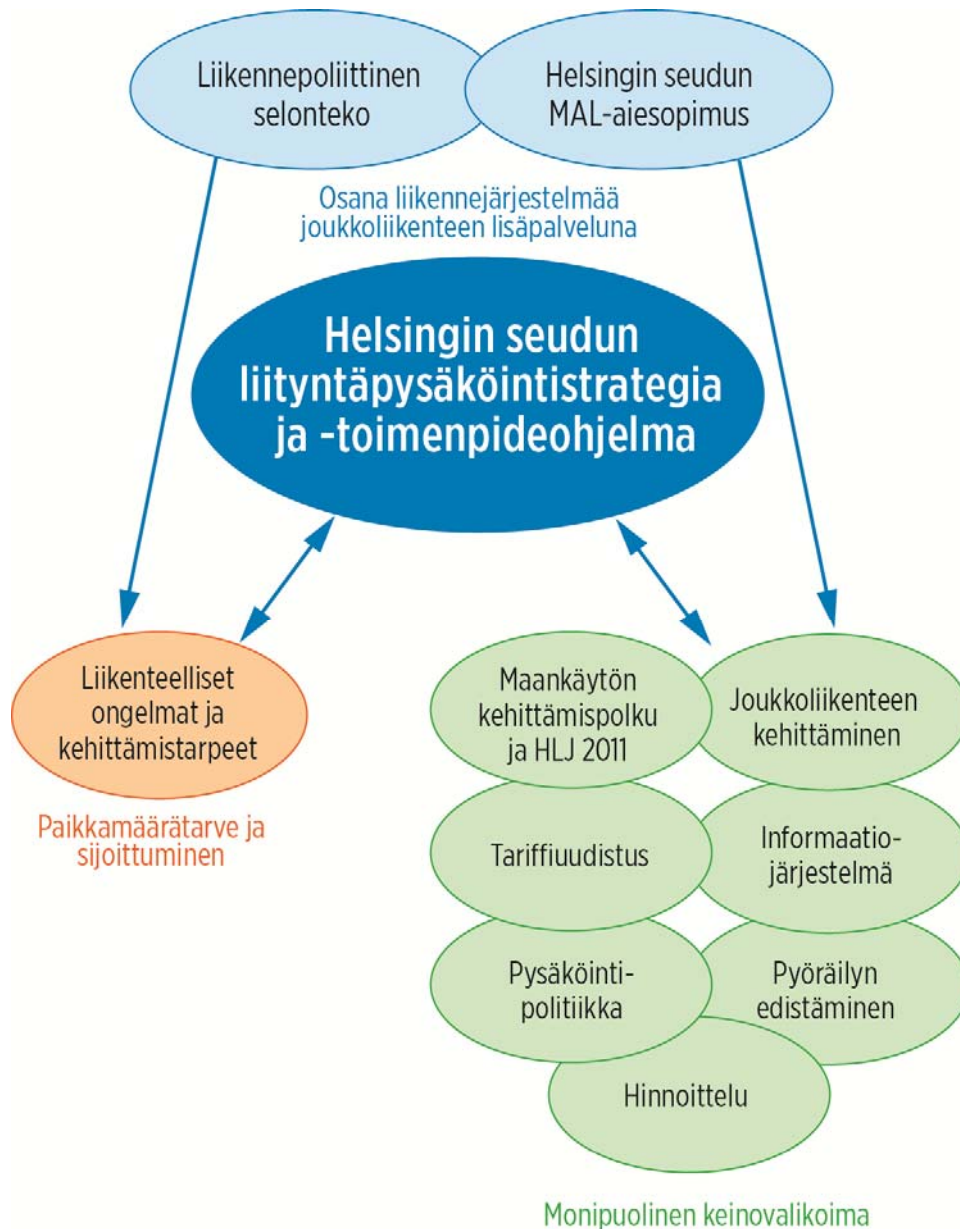 Liikennepoliittinen
selonteko
Helsingin seudun
MAL-aiesopimus
Osana liikennejärjestelmää
joukkoliikenteen lisäpalveluna
Helsingin seudun
liityntäpysäköintistrategia
ja -toimenpideohjelma
Liikenteelliset
ongelmat ja
kehittämistarpeet
Paikkamäärätarve ja
sijoittuminen
Maankäytön
kehittämispolku
ja HLJ 2011
Joukkoliikenteen
kehittäminen
Tariffiuudistus
Informaatio-
järjestelmä
Pysäköinti-
politiikka
Pyöräilyn
edistäminen
Hinnoittelu
Monipuolinen keinovalikoima